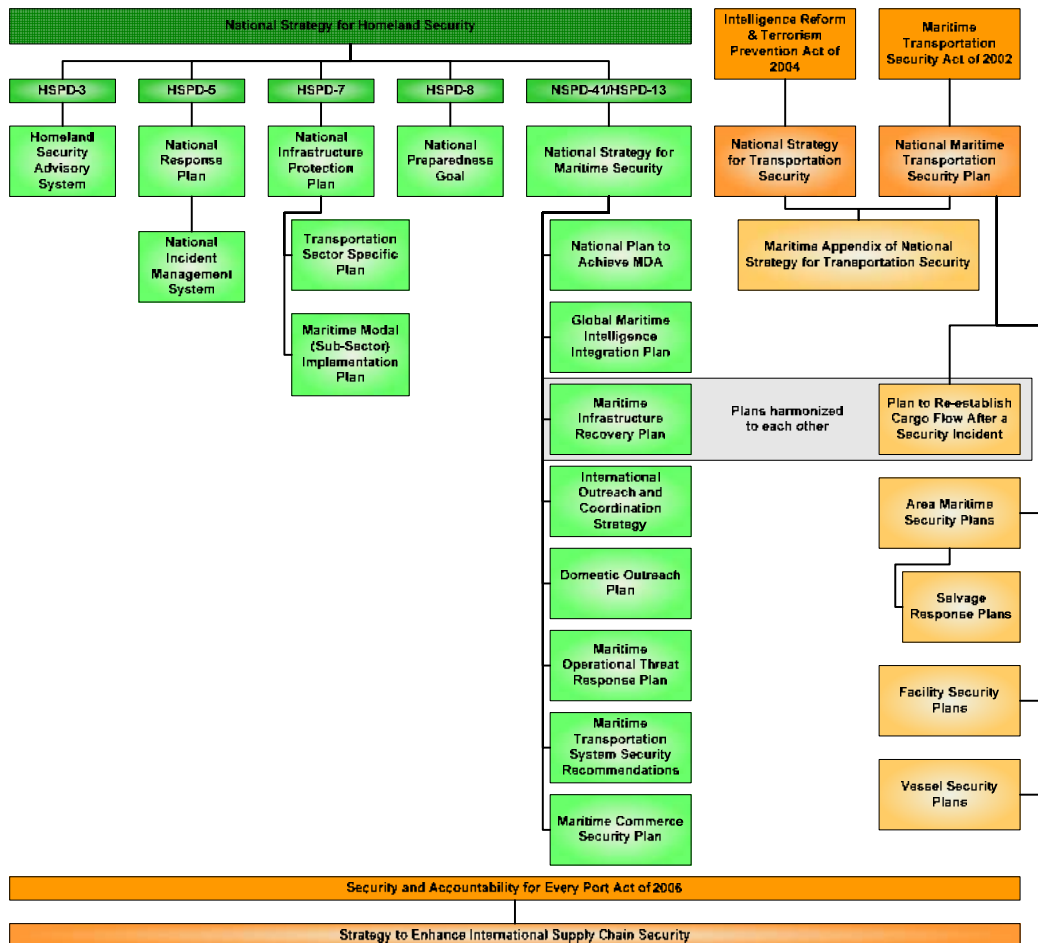 National Strategy for Homeland Security
Intelligence Reform
& Terrorism
Prevention Act of
2004
Maritime
Transportation
Security Act of 2002
HSPD-3
HSPD-5
HSPD-7
HSPD-8
NSPD-41/HSPD-13
Homeland
Security
Advisory
System
National
Response
Plan
National
Infrastructure
Protection
Plan
National
Preparedness
Goal
National Strategy for
Maritime Security
National Strategy
for Transportation
Security
National Maritime
Transportation
Security Plan
National
Incident
Management
System
Transportation
Sector Specific
Plan
National Plan to
Achieve MDA
Maritime Appendix of National
Strategy for Transportation Security
Maritime Modal
(Sub-Sector)
Implementation
Plan
Global Maritime
Intelligence
Integration Plan
Maritime
Infrastructure
Recovery Plan
Plans harmonized
to each other
Plan to Re-establish
Cargo Flow After a
Security Incident
International
Outreach and
Coordination
Strategy
Area Maritime
Security Plans
Domestic Outreach
Plan
Salvage
Response Plans
Maritime
Operational Threat
Response Plan
Facility Security
Plans
Maritime
Transportation
System Security
Recommendations
Vessel Security
Plans
Maritime Commerce
Security Plan
Security and Accountability for Every Port Act of 2006
Strategy to Enhance International Supply Chain Security